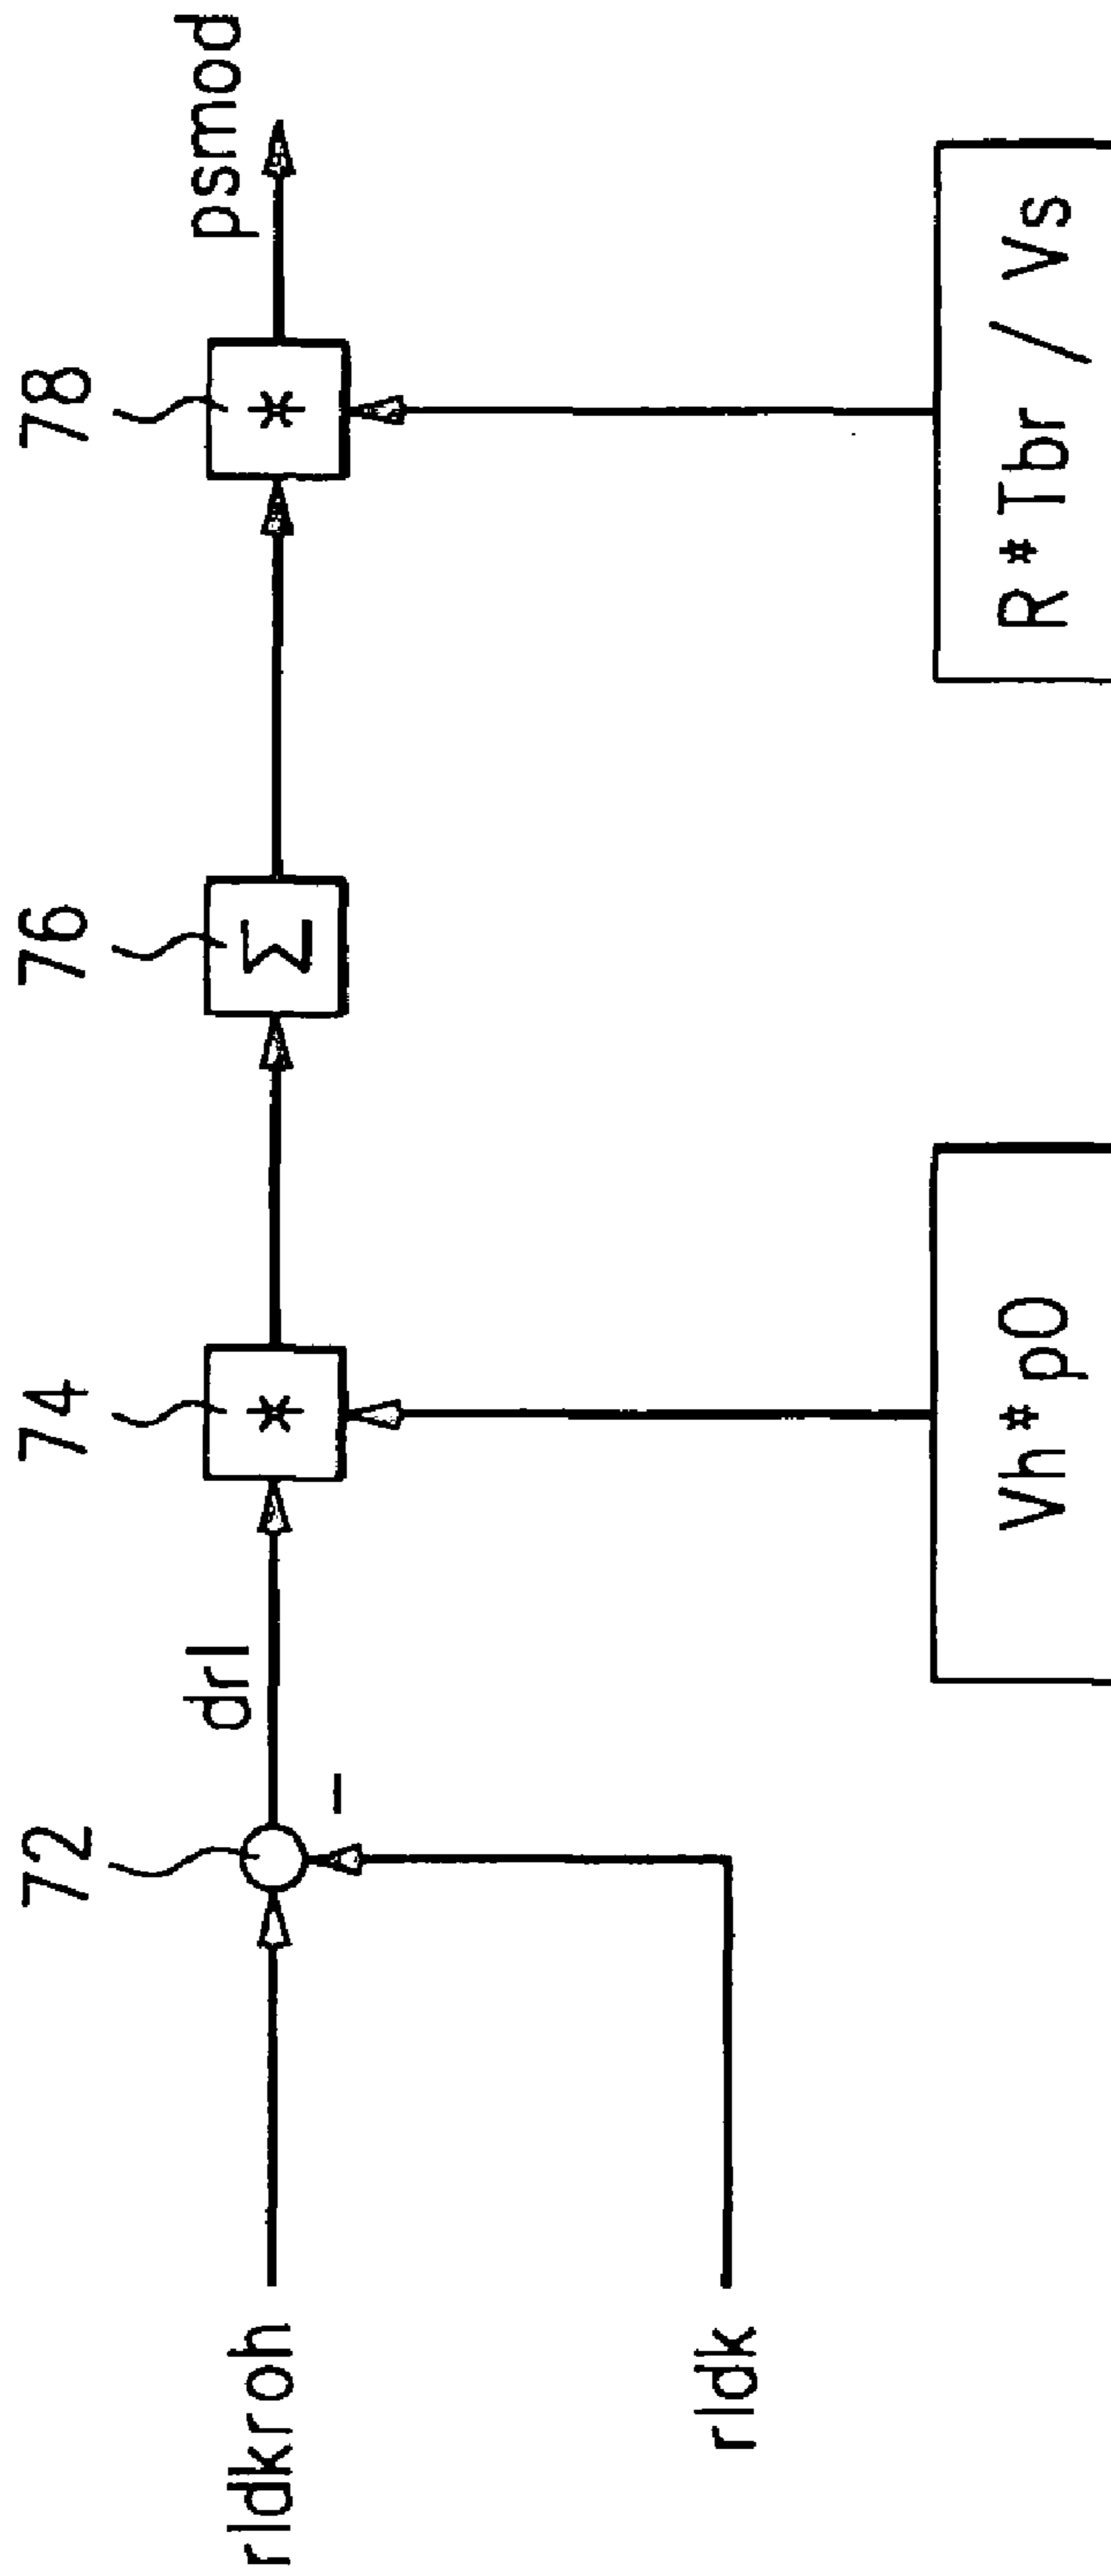 72
74
76
78
rldkroh
drl
psmod
*
Σ
*
–
rldk
Vh*p0
R*Tbr / Vs